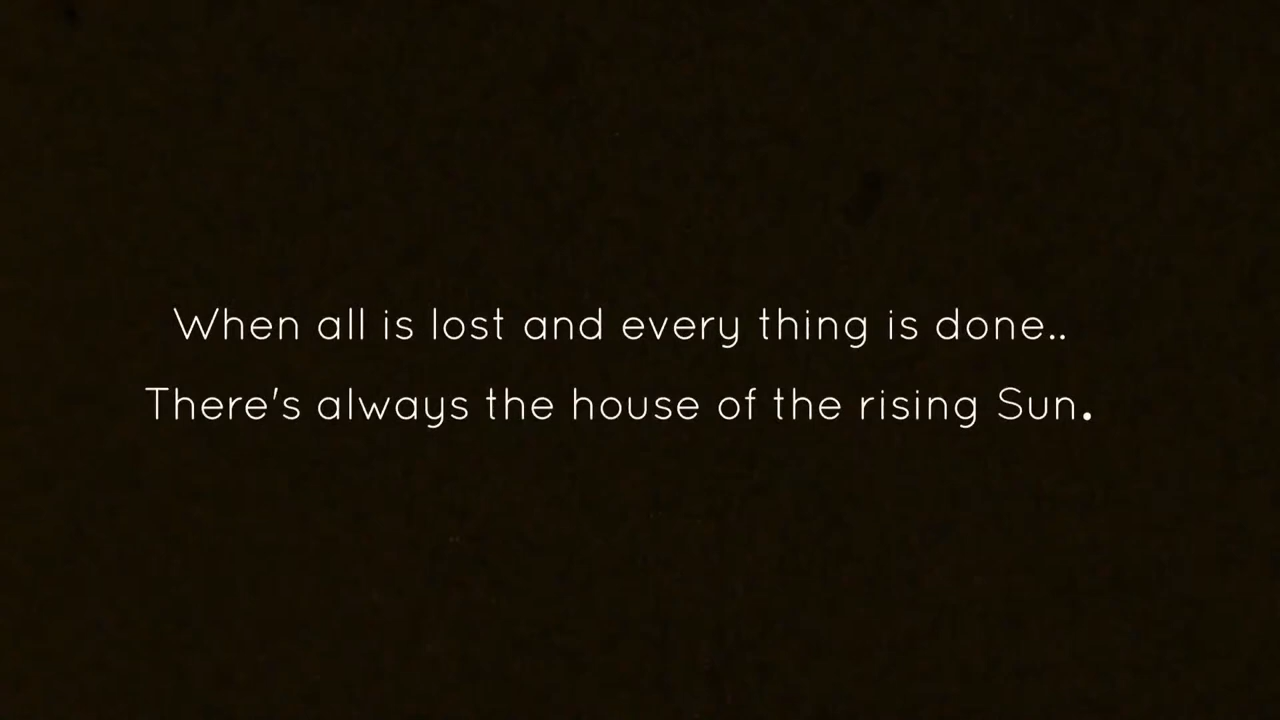 When all is lost and every thing is done..
There's always the house of the rising Sun.